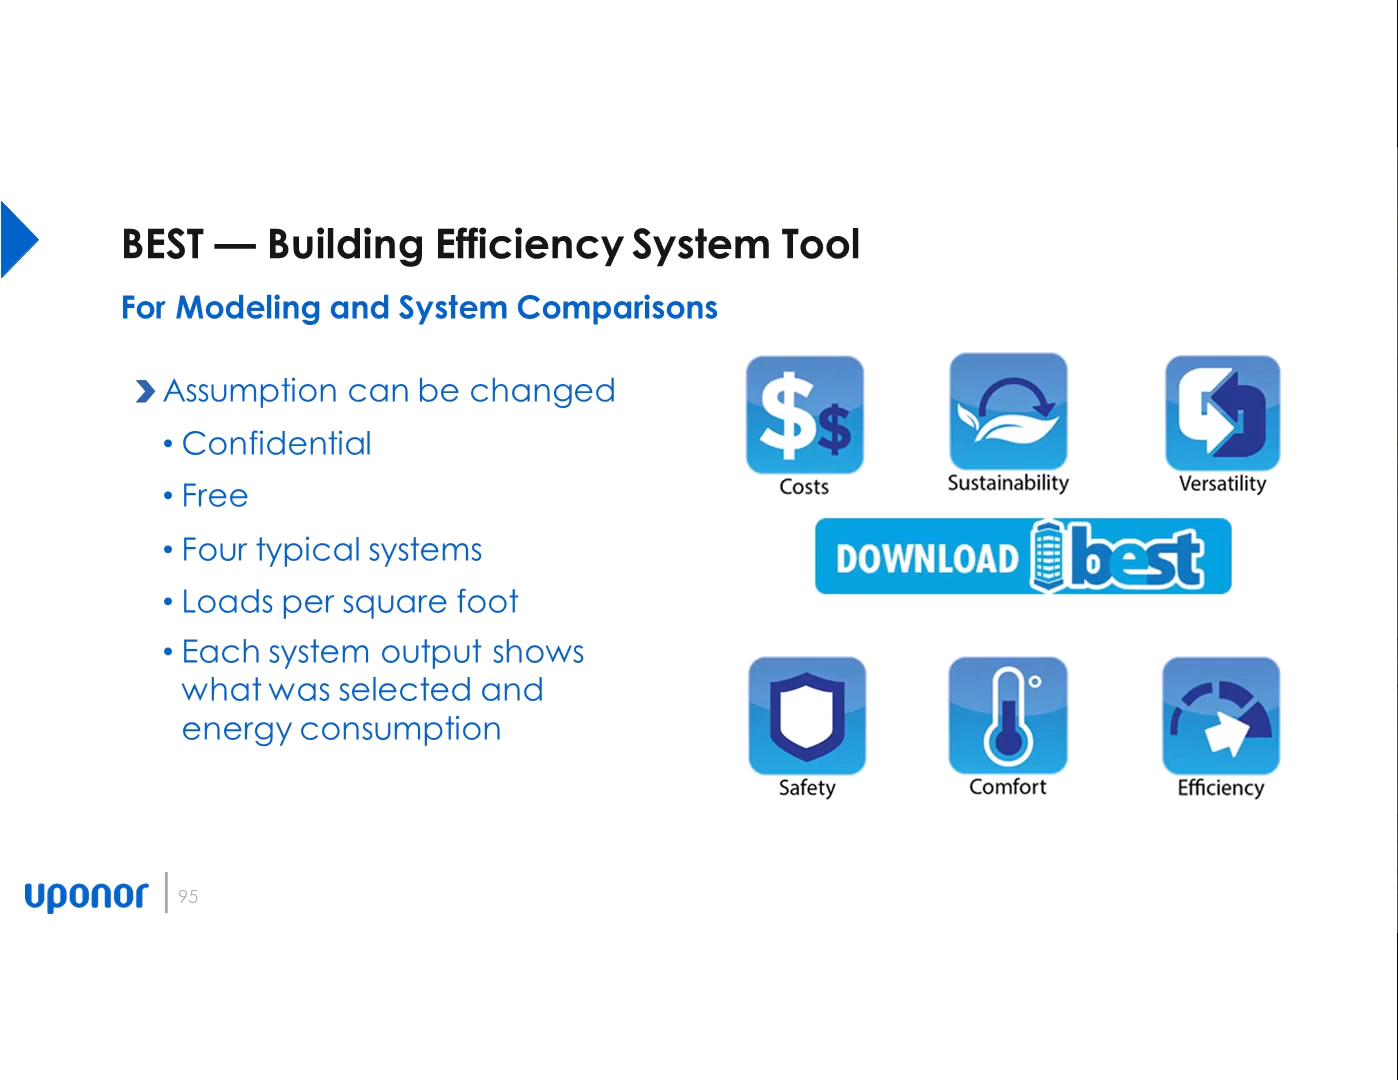 BEST — Building Efficiency System Tool
For Modeling and System Comparisons
Assumption can be changed
• Confidential
• Free
• Four typical systems
• Loads per square foot
• Each system output shows
what was selected and
energy consumption
$ $
Costs
Sustainability
Versatility
DOWNLOAD best
Safety
Comfort
Efficiency
uponor
95